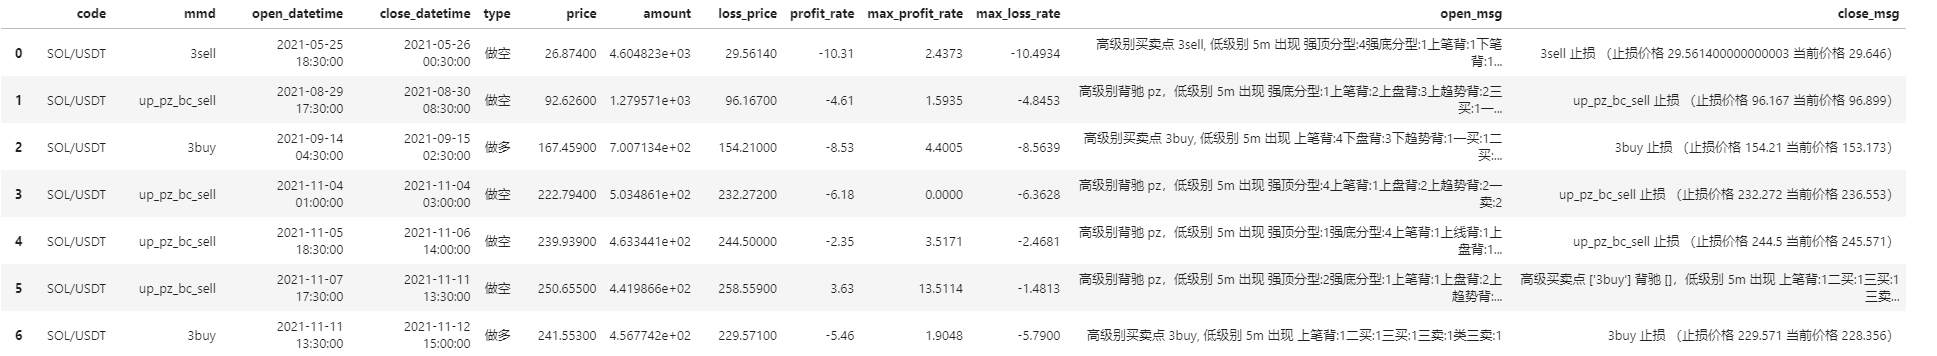 code mmd open_datetime close_datetime type price amount loss_price profit_rate max_profit_rate max_loss_rate open_msg close_msg
0 SOL/USDT 3sell 2021-05-25 18:30:00 2021-05-26 00:30:00 做空 26.87400 4.604823e+03 29.56140 -10.31 2.4373 -10.4934 高级别买卖点 3sell, 低级别 5m 出现 强顶分型:4强底分型:1上笔背:1下笔背:1... 3sell 止损 （止损价格 29.561400000000003 当前价格 29.646）
1 SOL/USDT up_pz_bc_sell 2021-08-29 17:30:00 2021-08-30 08:30:00 做空 92.62600 1.279571e+03 96.16700 -4.61 1.5935 -4.8453 高级别背驰 pz，低级别 5m 出现 强底分型:1上笔背:2上盘背:3上趋势背:2三买:1一... up_pz_bc_sell 止损 （止损价格 96.167 当前价格 96.899）
2 SOL/USDT 3buy 2021-09-14 04:30:00 2021-09-15 02:30:00 做多 167.45900 7.007134e+02 154.21000 -8.53 4.4005 -8.5639 高级别买卖点 3buy, 低级别 5m 出现 上笔背:4下盘背:3下趋势背:1一买:1二买:... 3buy 止损 （止损价格 154.21 当前价格 153.173）
3 SOL/USDT up_pz_bc_sell 2021-11-04 01:00:00 2021-11-04 03:00:00 做空 222.79400 5.034861e+02 232.27200 -6.18 0.0000 -6.3628 高级别背驰 pz，低级别 5m 出现 强顶分型:4上笔背:1上盘背:2上趋势背:2一卖:2 up_pz_bc_sell 止损 （止损价格 232.272 当前价格 236.553）
4 SOL/USDT up_pz_bc_sell 2021-11-05 18:30:00 2021-11-06 14:00:00 做空 239.93900 4.633441e+02 244.50000 -2.35 3.5171 -2.4681 高级别背驰 pz，低级别 5m 出现 强顶分型:1强底分型:4上笔背:1上线背:1上盘背:1... up_pz_bc_sell 止损 （止损价格 244.5 当前价格 245.571）
5 SOL/USDT up_pz_bc_sell 2021-11-07 17:30:00 2021-11-11 13:30:00 做空 250.65500 4.419866e+02 258.55900 3.63 13.5114 -1.4813 高级别背驰 pz，低级别 5m 出现 强顶分型:2强底分型:1上笔背:1上盘背:2上趋势背:... 高级买卖点 ['3buy'] 背驰 []，低级别 5m 出现 上笔背:1二买:1三买:1三卖...
6 SOL/USDT 3buy 2021-11-11 13:30:00 2021-11-12 15:00:00 做多 241.55300 4.567742e+02 229.57100 -5.46 1.9048 -5.7900 高级别买卖点 3buy, 低级别 5m 出现 上笔背:1二买:1三买:1三卖:1类三卖:1 3buy 止损 （止损价格 229.571 当前价格 228.356）